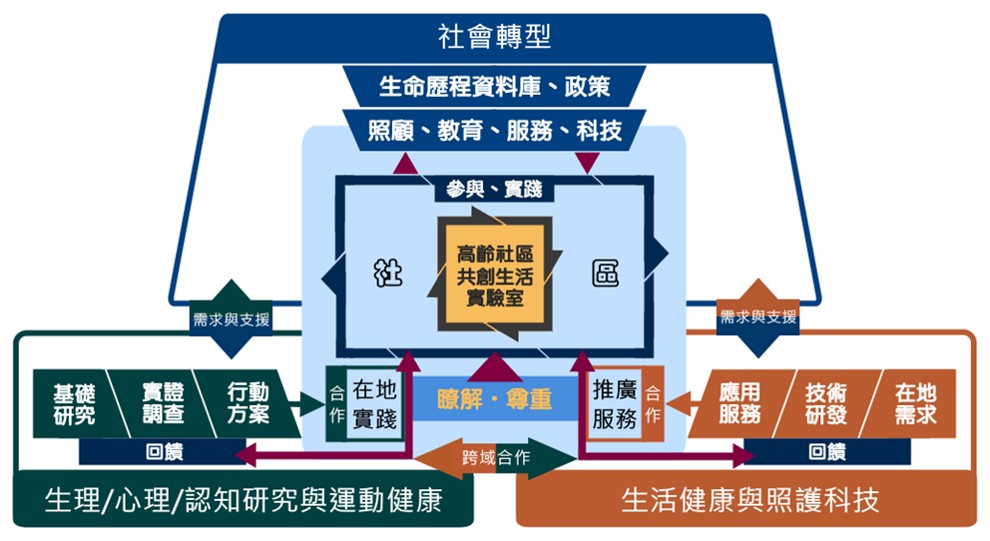 社會轉型
生命歷程資料庫、政策
照顧、教育、服務、科技
參與、實踐
社
區
高齡社區
共創生活
實驗室
需求與支援
需求與支援
基礎
研究
實證
調查
行動
方案
合
作
在地
實踐
瞭解・尊重
推廣
服務
合
作
應用
服務
技術
研發
在地
需求
回饋
跨域合作
回饋
生理/心理/認知研究與運動健康
生活健康與照護科技